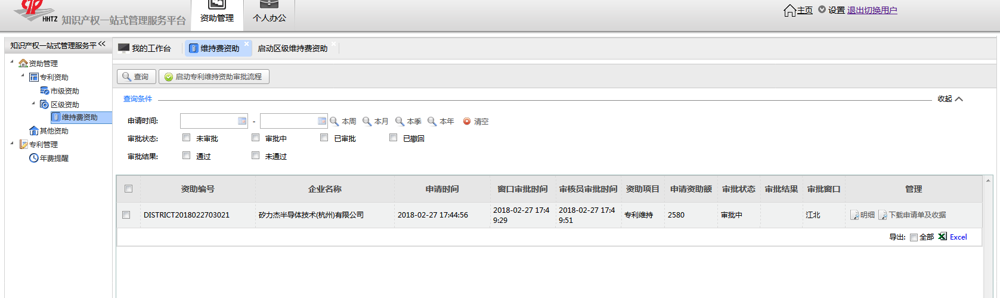 HHTZ 知识产权一站式管理服务平台
资助管理
个人办公
主页 设置 退出切换用户
知识产权一站式管理服务平 <<
资助管理
专利资助
市级资助
区级资助
维持费资助
其他资助
专利管理
年费提醒
我的工作台 维持费资助 启动区级维持费资助
查询 启动专利维持资助审批流程
查询条件 收起
申请时间: - 本周 本月 本季 本年 清空
审批状态: 未审批 审批中 已审批 已撤回
审批结果: 通过 未通过
资助编号 企业名称 申请时间 窗口审批时间 审核员审批时间 资助项目 申请资助额 审批状态 审批结果 审批窗口 管理
DISTRICT2018022703021 矽力杰半导体技术(杭州)有限公司 2018-02-27 17:44:56 2018-02-27 17:4 2018-02-27 17:4 专利维持 2580 审批中 江北 明细 下载申请单及收据
9:29 9:51
导出: 全部 Excel